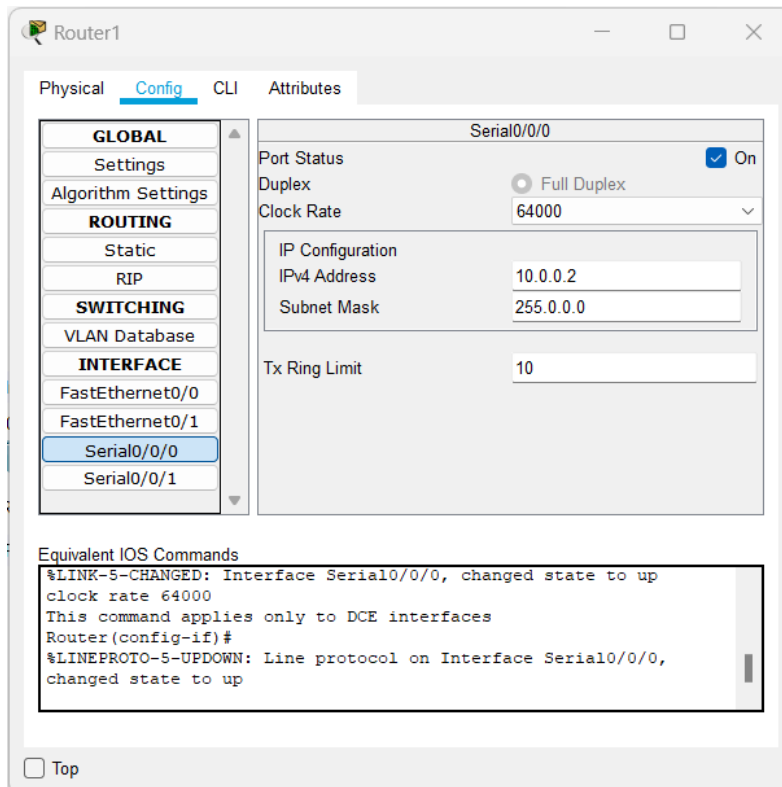 Router1
Physical Config CLI Attributes
GLOBAL
Settings
Algorithm Settings
ROUTING
Static
RIP
SWITCHING
VLAN Database
INTERFACE
FastEthernet0/0
FastEthernet0/1
Serial0/0/0
Serial0/0/1
Serial0/0/0
Port Status On
Duplex Full Duplex
Clock Rate 64000
IP Configuration
IPv4 Address 10.0.0.2
Subnet Mask 255.0.0.0
Tx Ring Limit 10
Equivalent IOS Commands
%LINK-5-CHANGED: Interface Serial0/0/0, changed state to up
clock rate 64000
This command applies only to DCE interfaces
Router(config-if)#
%LINEPROTO-5-UPDOWN: Line protocol on Interface Serial0/0/0,
changed state to up
Top